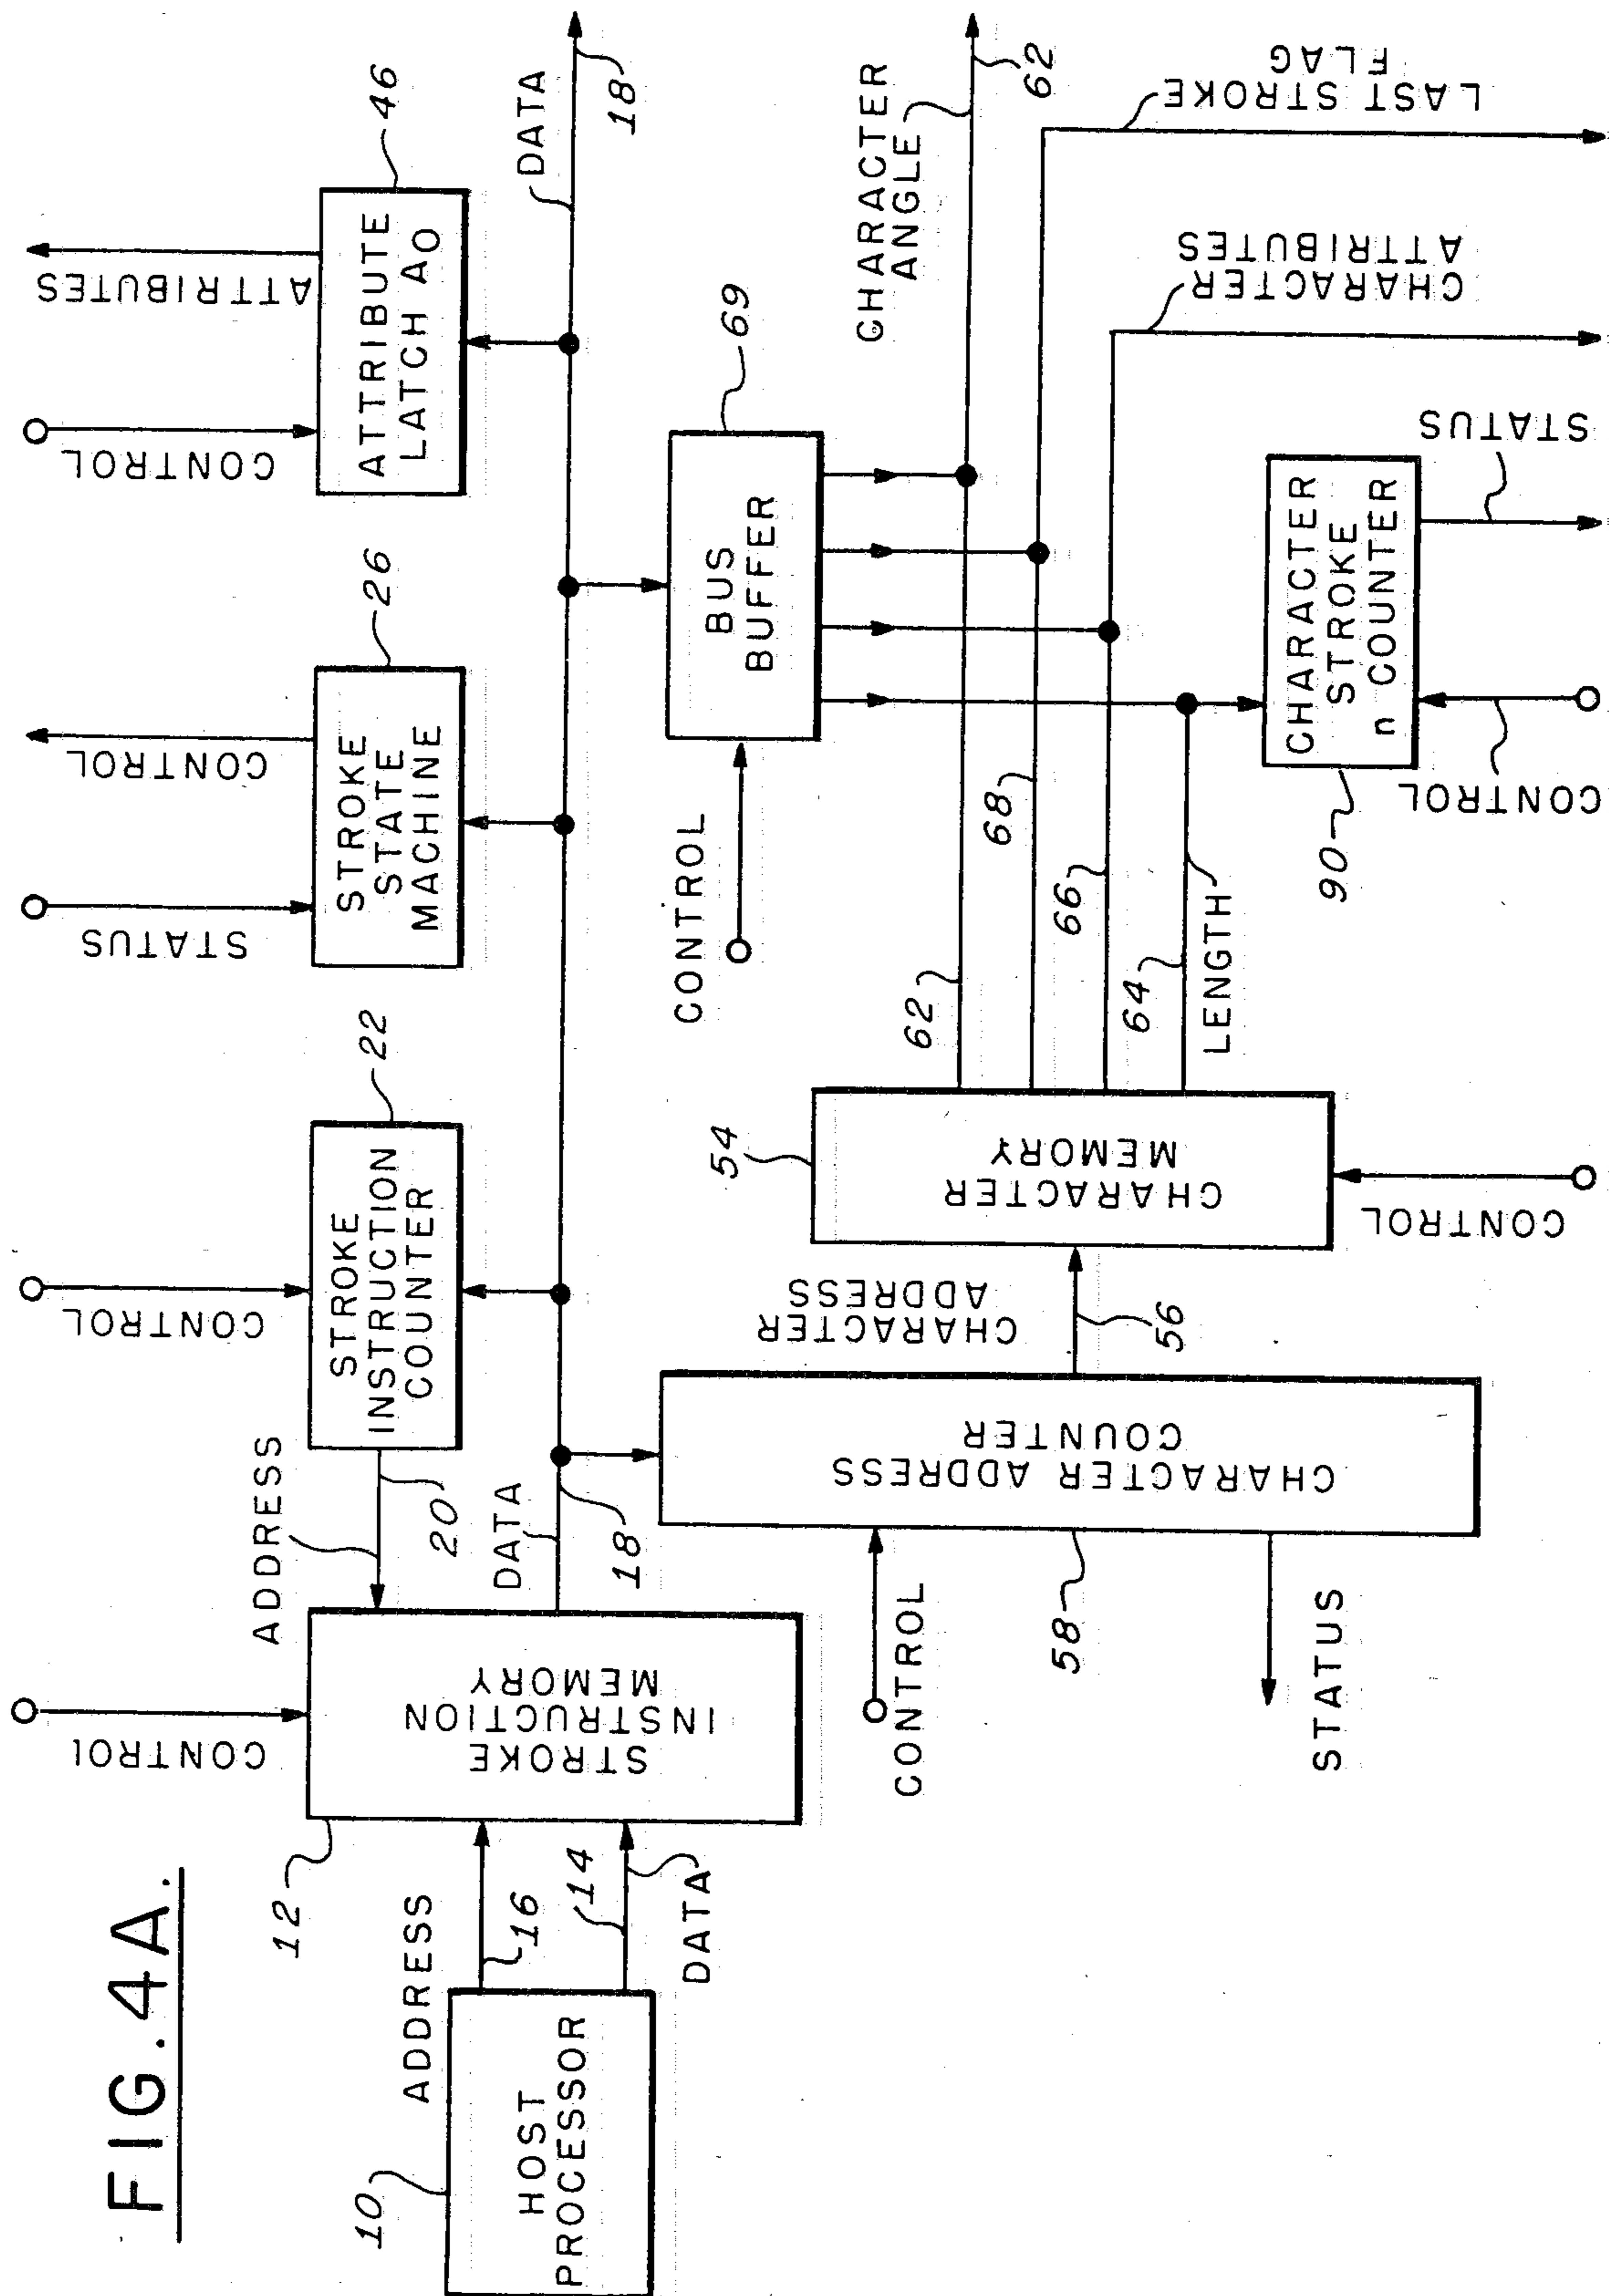 FIG. 4A.
10
HOST
PROCESSOR
ADDRESS
16
14
DATA
12
STROKE
INSTRUCTION
MEMORY
CONTROL
ADDRESS
20
DATA
18
STROKE
INSTRUCTION
COUNTER
22
CONTROL
STROKE
STATE
MACHINE
26
STATUS
CONTROL
ATTRIBUTE
LATCH A0
46
CONTROL
ATTRIBUTES
DATA
18
CHARACTER ADDRESS
COUNTER
58
CONTROL
STATUS
CHARACTER
ADDRESS
56
CHARACTER
MEMORY
54
CONTROL
BUS
BUFFER
69
CONTROL
62
68
66
64
LENGTH
CHARACTER
STROKE
n COUNTER
90
CONTROL
STATUS
CHARACTER
ANGLE
62
CHARACTER
ATTRIBUTES
LAST STROKE
FLAG